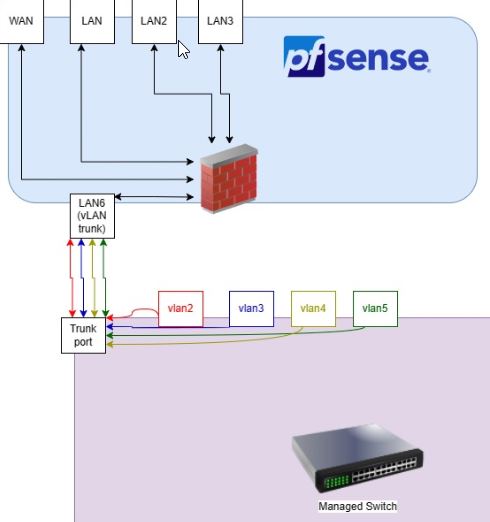 WAN
LAN
LAN2
LAN3
pfsense
LAN6
(vLAN
trunk)
vlan2
vlan3
vlan4
vlan5
Trunk
port
Managed Switch